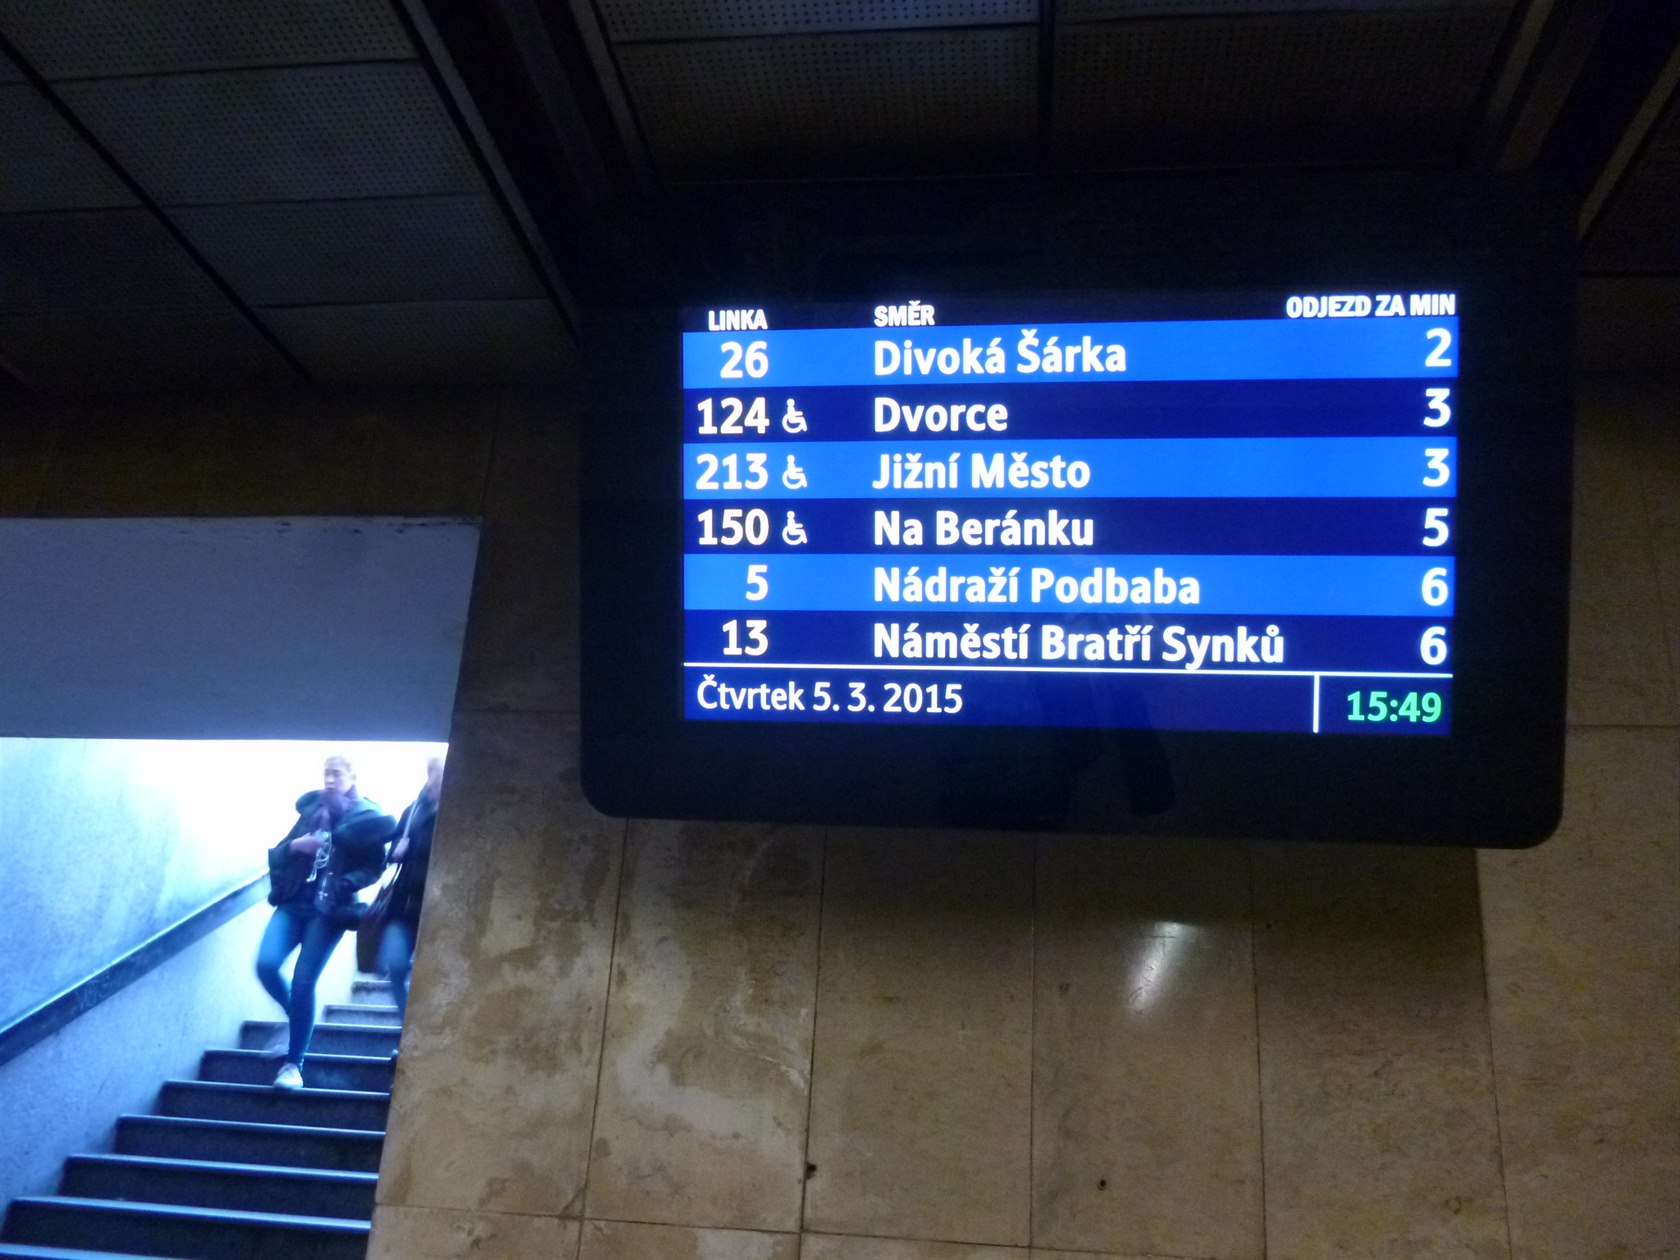 LINKA SMĚR ODJEZD ZA MIN
26 Divoká Šárka 2
124 Dvorce 3
213 Jižní Město 3
150 Na Beránku 5
5 Nádraží Podbaba 6
13 Náměstí Bratří Synků 6
Čtvrtek 5. 3. 2015 15:49